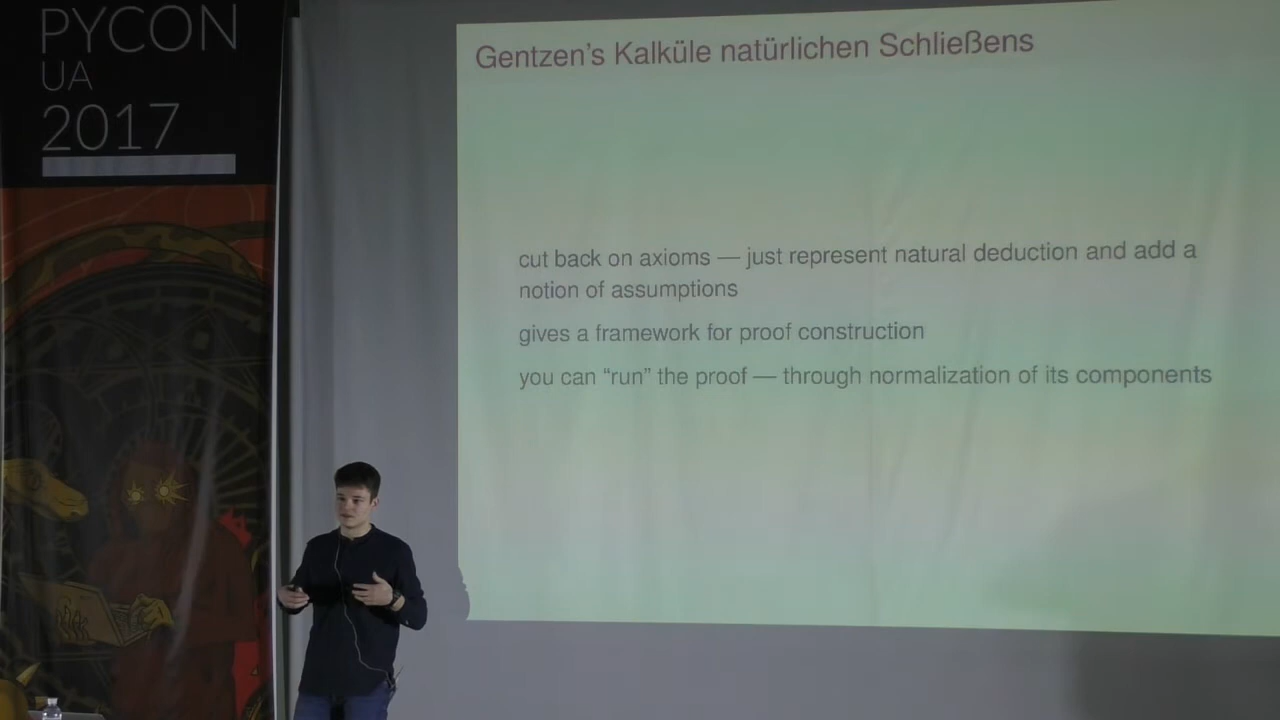 PYCON
UA
2017
Gentzen's Kalküle natürlichen Schließens
cut back on axioms — just represent natural deduction and add a
notion of assumptions
gives a framework for proof construction
you can “run” the proof — through normalization of its components